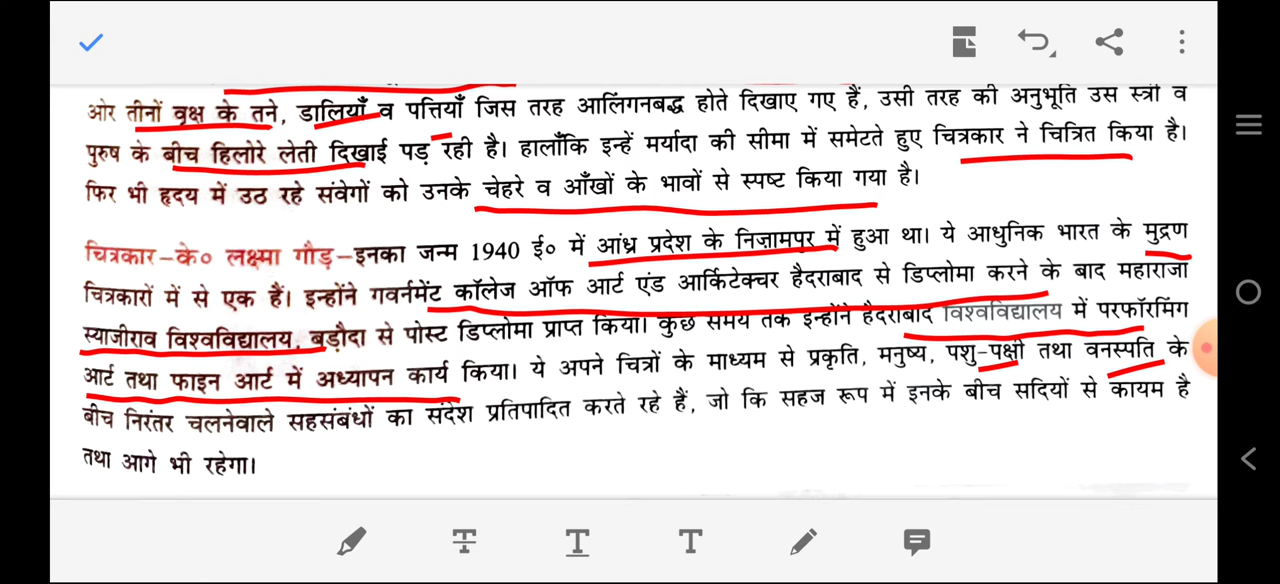 ओर तीनों वृक्ष के तने, डालियाँ व पत्तियाँ जिस तरह आलिंगनबद्ध होते दिखाए गए हैं, उसी तरह की अनुभूति उस स्त्री व
पुरुष के बीच हिलोरे लेती दिखाई पड़ रही है। हालाँकि इन्हें मर्यादा की सीमा में समेटते हुए चित्रकार ने चित्रित किया है।
फिर भी हृदय में उठ रहे संवेगों को उनके चेहरे व आँखों के भावों से स्पष्ट किया गया है।
चित्रकार-के० लक्ष्मा गौड़-इनका जन्म 1940 ई० में आंध्र प्रदेश के निज़ामपुर में हुआ था। ये आधुनिक भारत के मुद्रण
चित्रकारों में से एक हैं। इन्होंने गवर्नमेंट कॉलेज ऑफ आर्ट एंड आर्किटेक्चर हैदराबाद से डिप्लोमा करने के बाद महाराजा
स्याजीराव विश्वविद्यालय, बड़ौदा से पोस्ट डिप्लोमा प्राप्त किया। कुछ समय तक इन्होंने हैदराबाद विश्वविद्यालय में परफॉरमिंग
आर्ट तथा फाइन आर्ट में अध्यापन कार्य किया। ये अपने चित्रों के माध्यम से प्रकृति, मनुष्य, पशु-पक्षी तथा वनस्पति के
बीच निरंतर चलनेवाले सहसंबंधों का संदेश प्रतिपादित करते रहे हैं, जो कि सहज रूप में इनके बीच सदियों से कायम है
तथा आगे भी रहेगा।